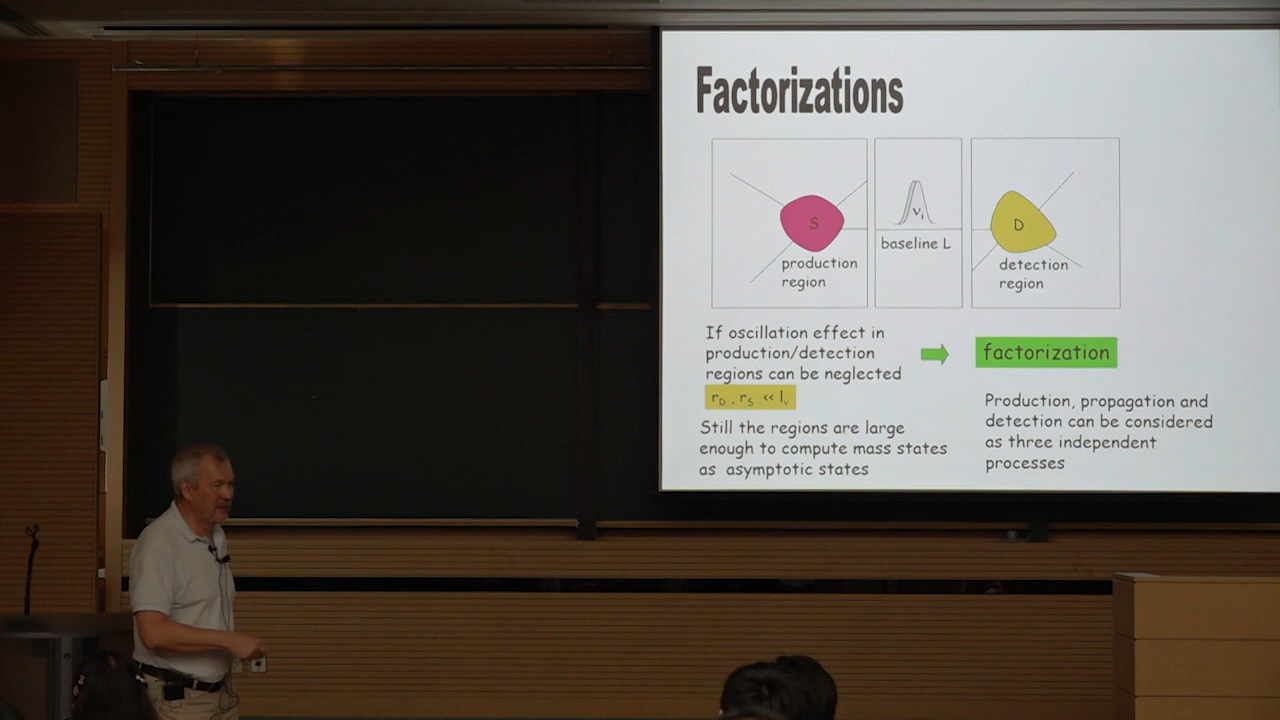 Factorizations
S
νi
D
baseline L
production
region
detection
region
If oscillation effect in
production/detection
regions can be neglected
factorization
rD , rS << lν
Still the regions are large
enough to compute mass states
as asymptotic states
Production, propagation and
detection can be considered
as three independent
processes